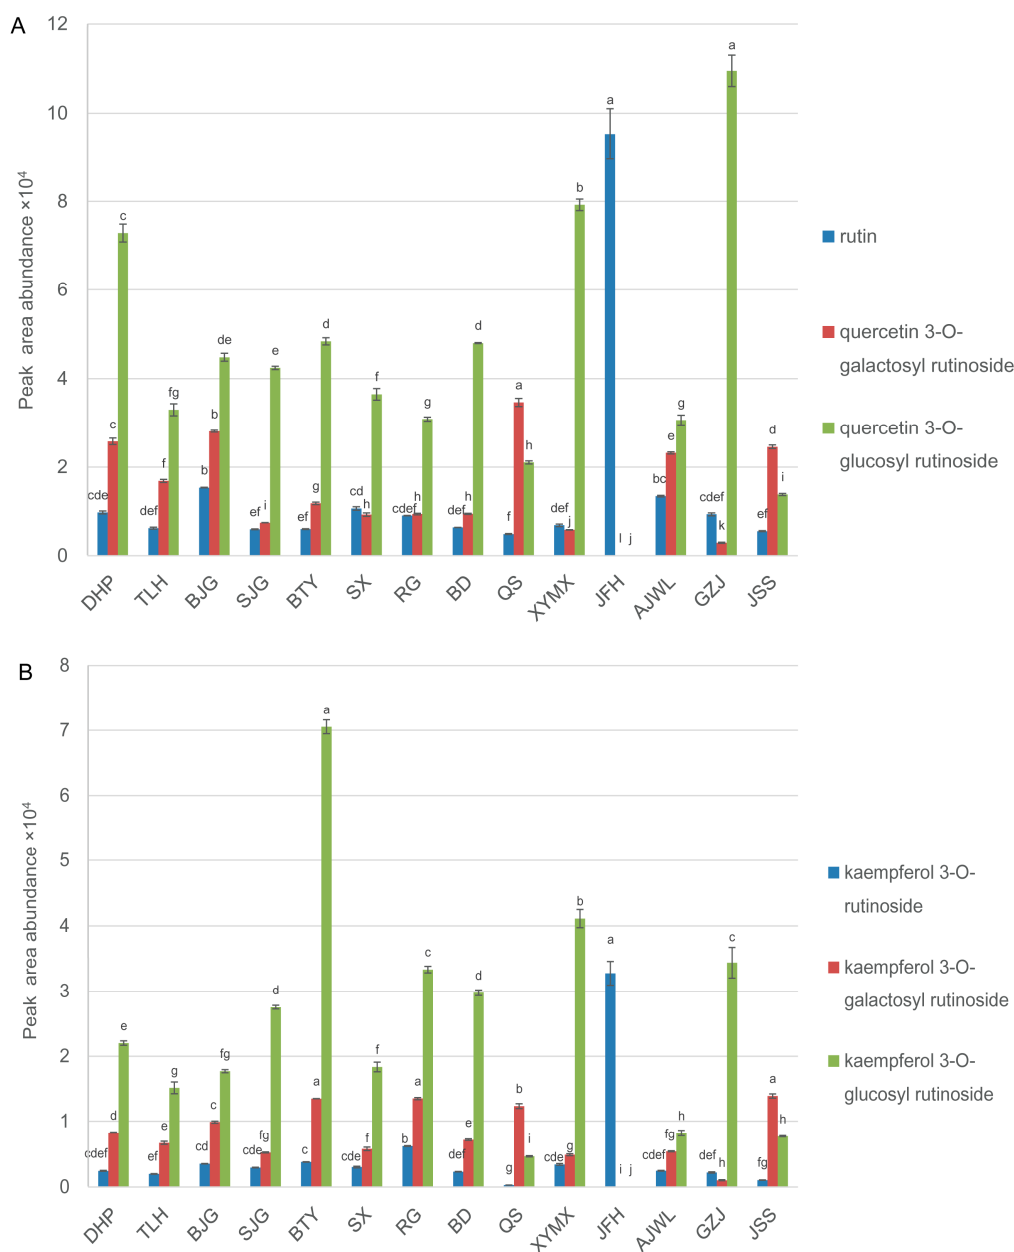 A
12
10
8
6
4
2
0
Peak area abundance ×10⁴
c
cde
c
fg
f
def
de
b
b
e
i
ef
d
g
ef
f
cd
h
g
h
cdef
d
h
def
a
h
f
b
def
j
a
l j
g
e
bc
a
cdef
k
d
i
ef
DHP TLH BJG SJG BTY SX RG BD QS XYMX JFH AJWL GZJ JSS
rutin
quercetin 3-O-
galactosyl rutinoside
quercetin 3-O-
glucosyl rutinoside
B
8
7
6
5
4
3
2
1
0
Peak area abundance ×10⁴
e
d
cdef
g
e
ef
fg
c
cd
d
fg
cde
a
a
c
f
f
cde
c
a
b
d
e
def
b
i
g
b
cde
g
a
i j
h
fg
cdef
c
def
h
a
h
fg
DHP TLH BJG SJG BTY SX RG BD QS XYMX JFH AJWL GZJ JSS
kaempferol 3-O-
rutinoside
kaempferol 3-O-
galactosyl rutinoside
kaempferol 3-O-
glucosyl rutinoside